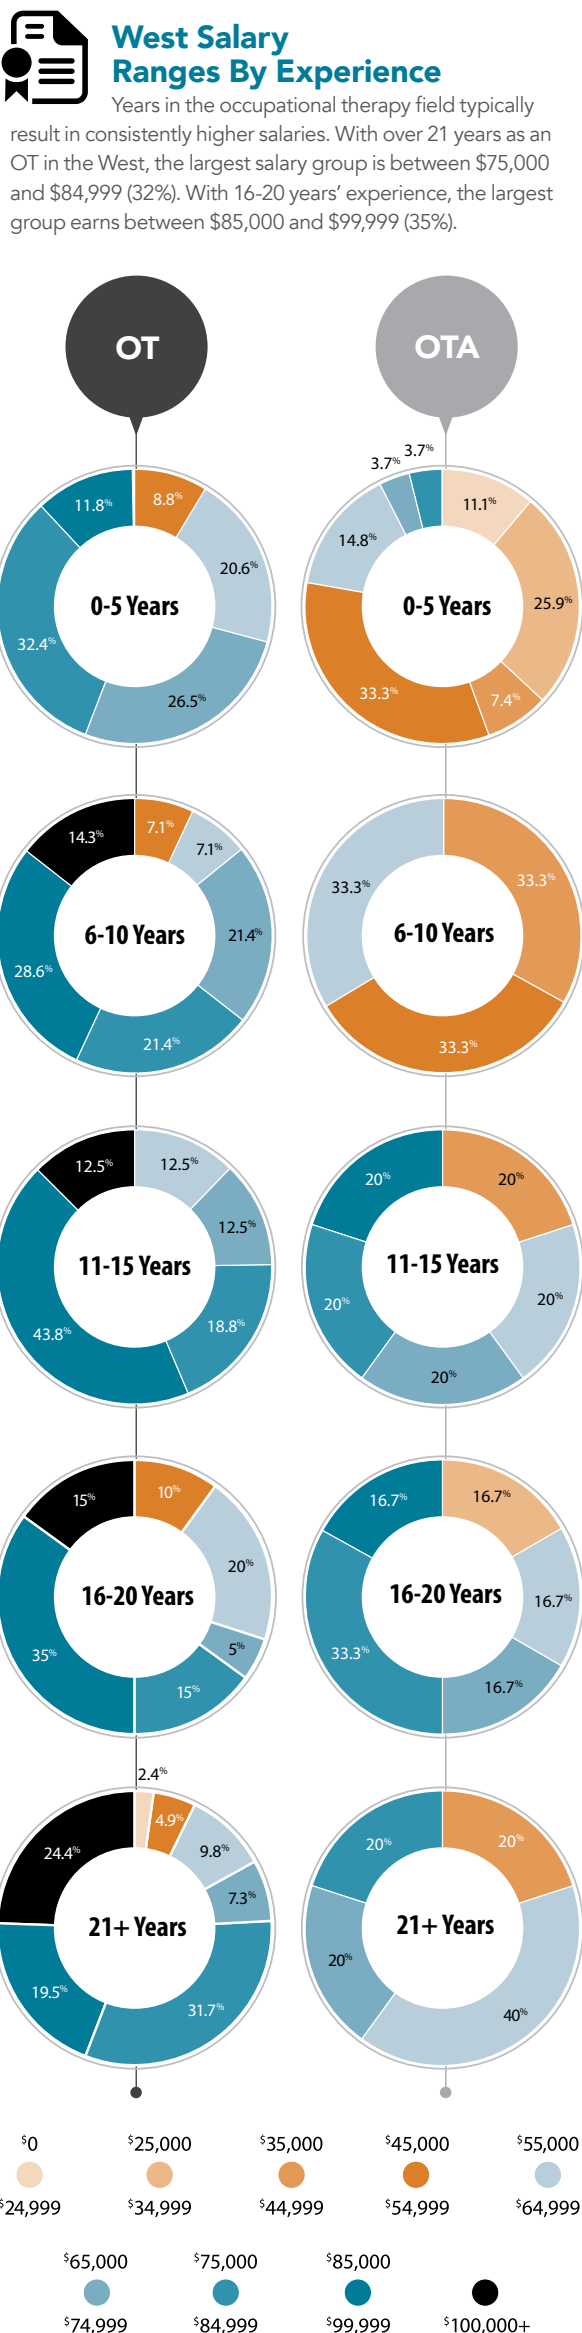 West Salary
Ranges By Experience
Years in the occupational therapy field typically
result in consistently higher salaries. With over 21 years as an
OT in the West, the largest salary group is between $75,000
and $84,999 (32%). With 16-20 years’ experience, the largest
group earns between $85,000 and $99,999 (35%).
OT
OTA
8.8%
20.6%
26.5%
32.4%
11.8%
0-5 Years
11.1%
25.9%
7.4%
33.3%
14.8%
3.7%
3.7%
0-5 Years
7.1%
7.1%
21.4%
21.4%
28.6%
14.3%
6-10 Years
33.3%
33.3%
33.3%
6-10 Years
12.5%
12.5%
18.8%
43.8%
12.5%
11-15 Years
20%
20%
20%
20%
20%
11-15 Years
10%
20%
5%
15%
35%
15%
16-20 Years
16.7%
16.7%
16.7%
33.3%
16.7%
16-20 Years
2.4%
4.9%
9.8%
7.3%
31.7%
19.5%
24.4%
21+ Years
20%
40%
20%
20%
21+ Years
$0 $25,000 $35,000 $45,000 $55,000
$24,999 $34,999 $44,999 $54,999 $64,999
$65,000 $75,000 $85,000
$74,999 $84,999 $99,999 $100,000+